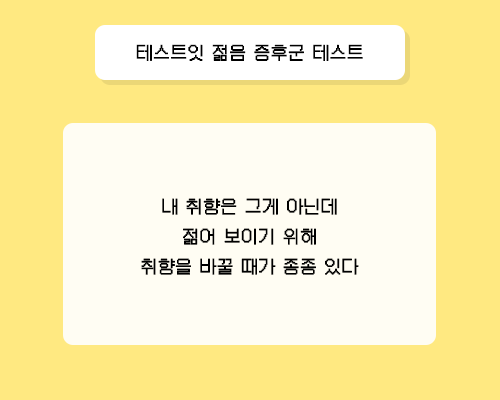 테스트잇 젊음 증후군 테스트
내 취향은 그게 아닌데
젊어 보이기 위해
취향을 바꿀 때가 종종 있다